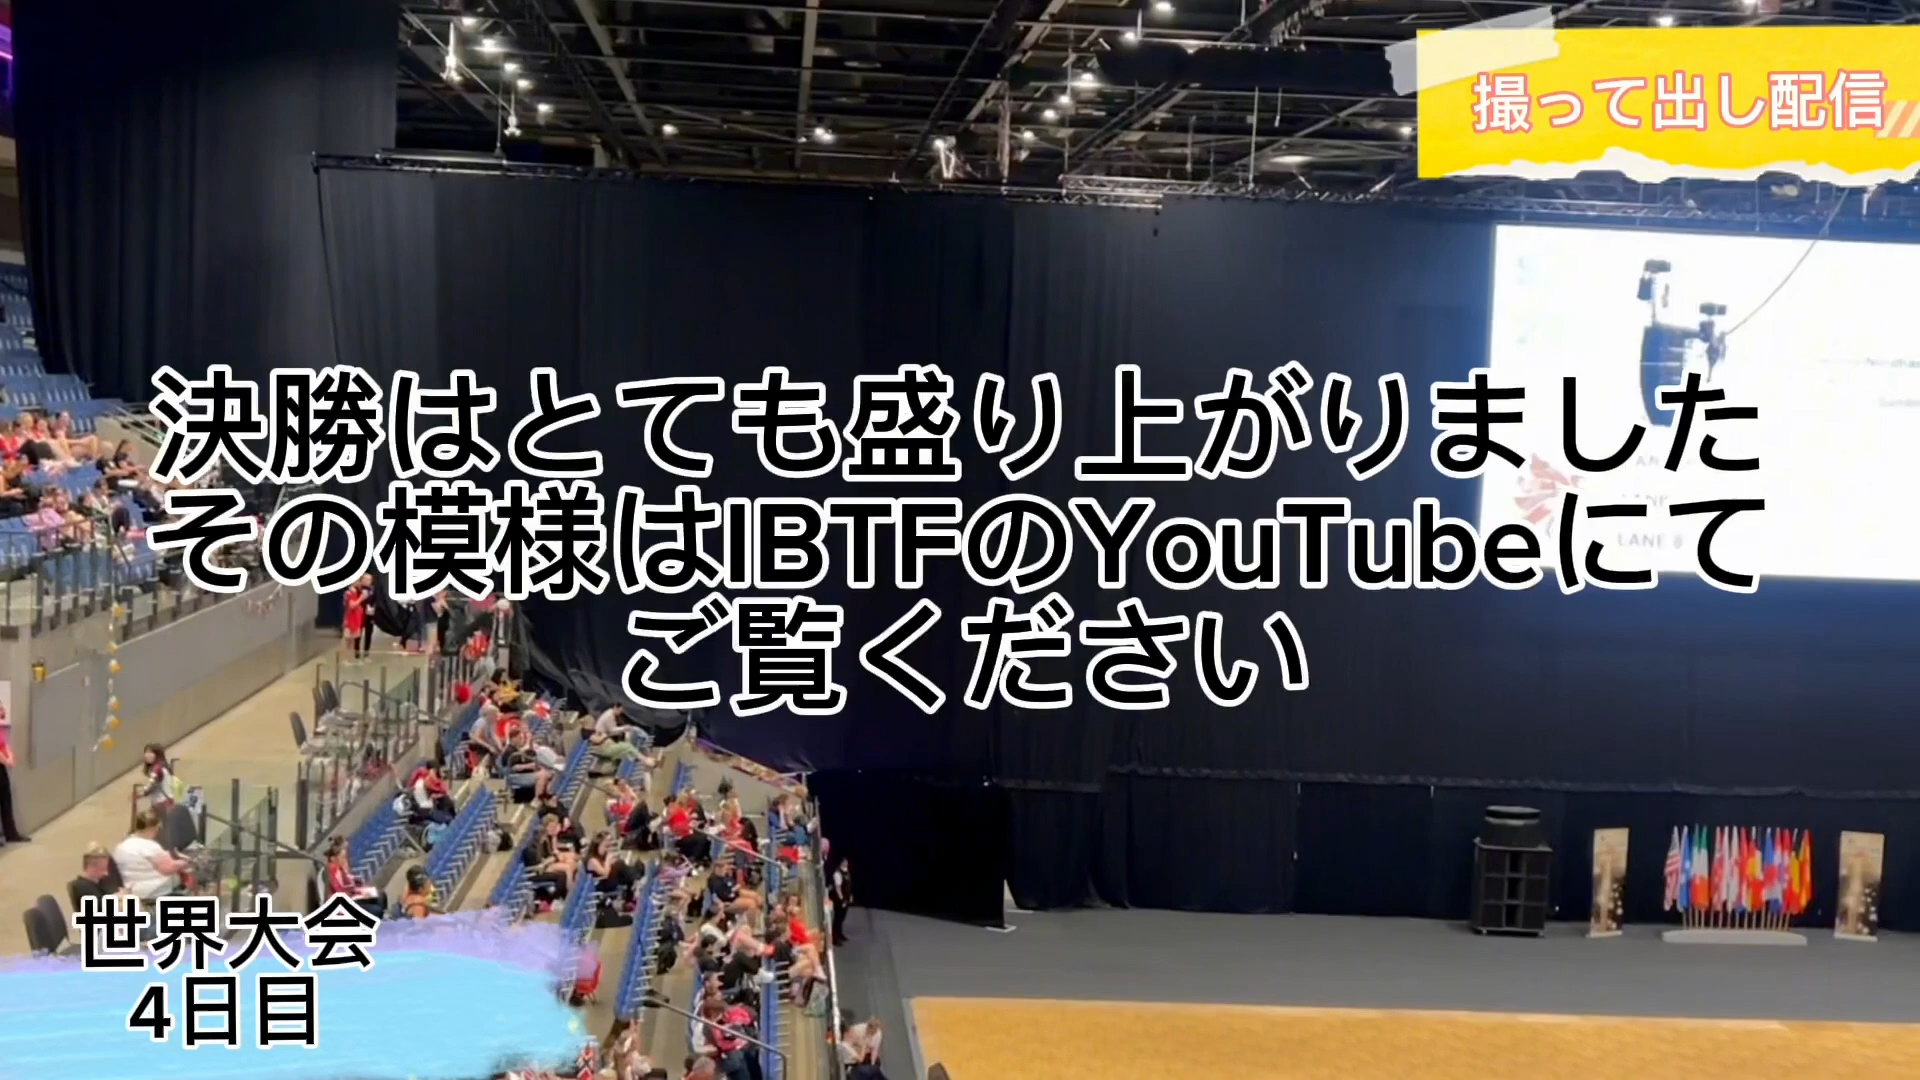 撮って出し配信
決勝はとても盛り上がりました
その模様はIBTFのYouTubeにて
ご覧ください
LANE 8
世界大会
4日目